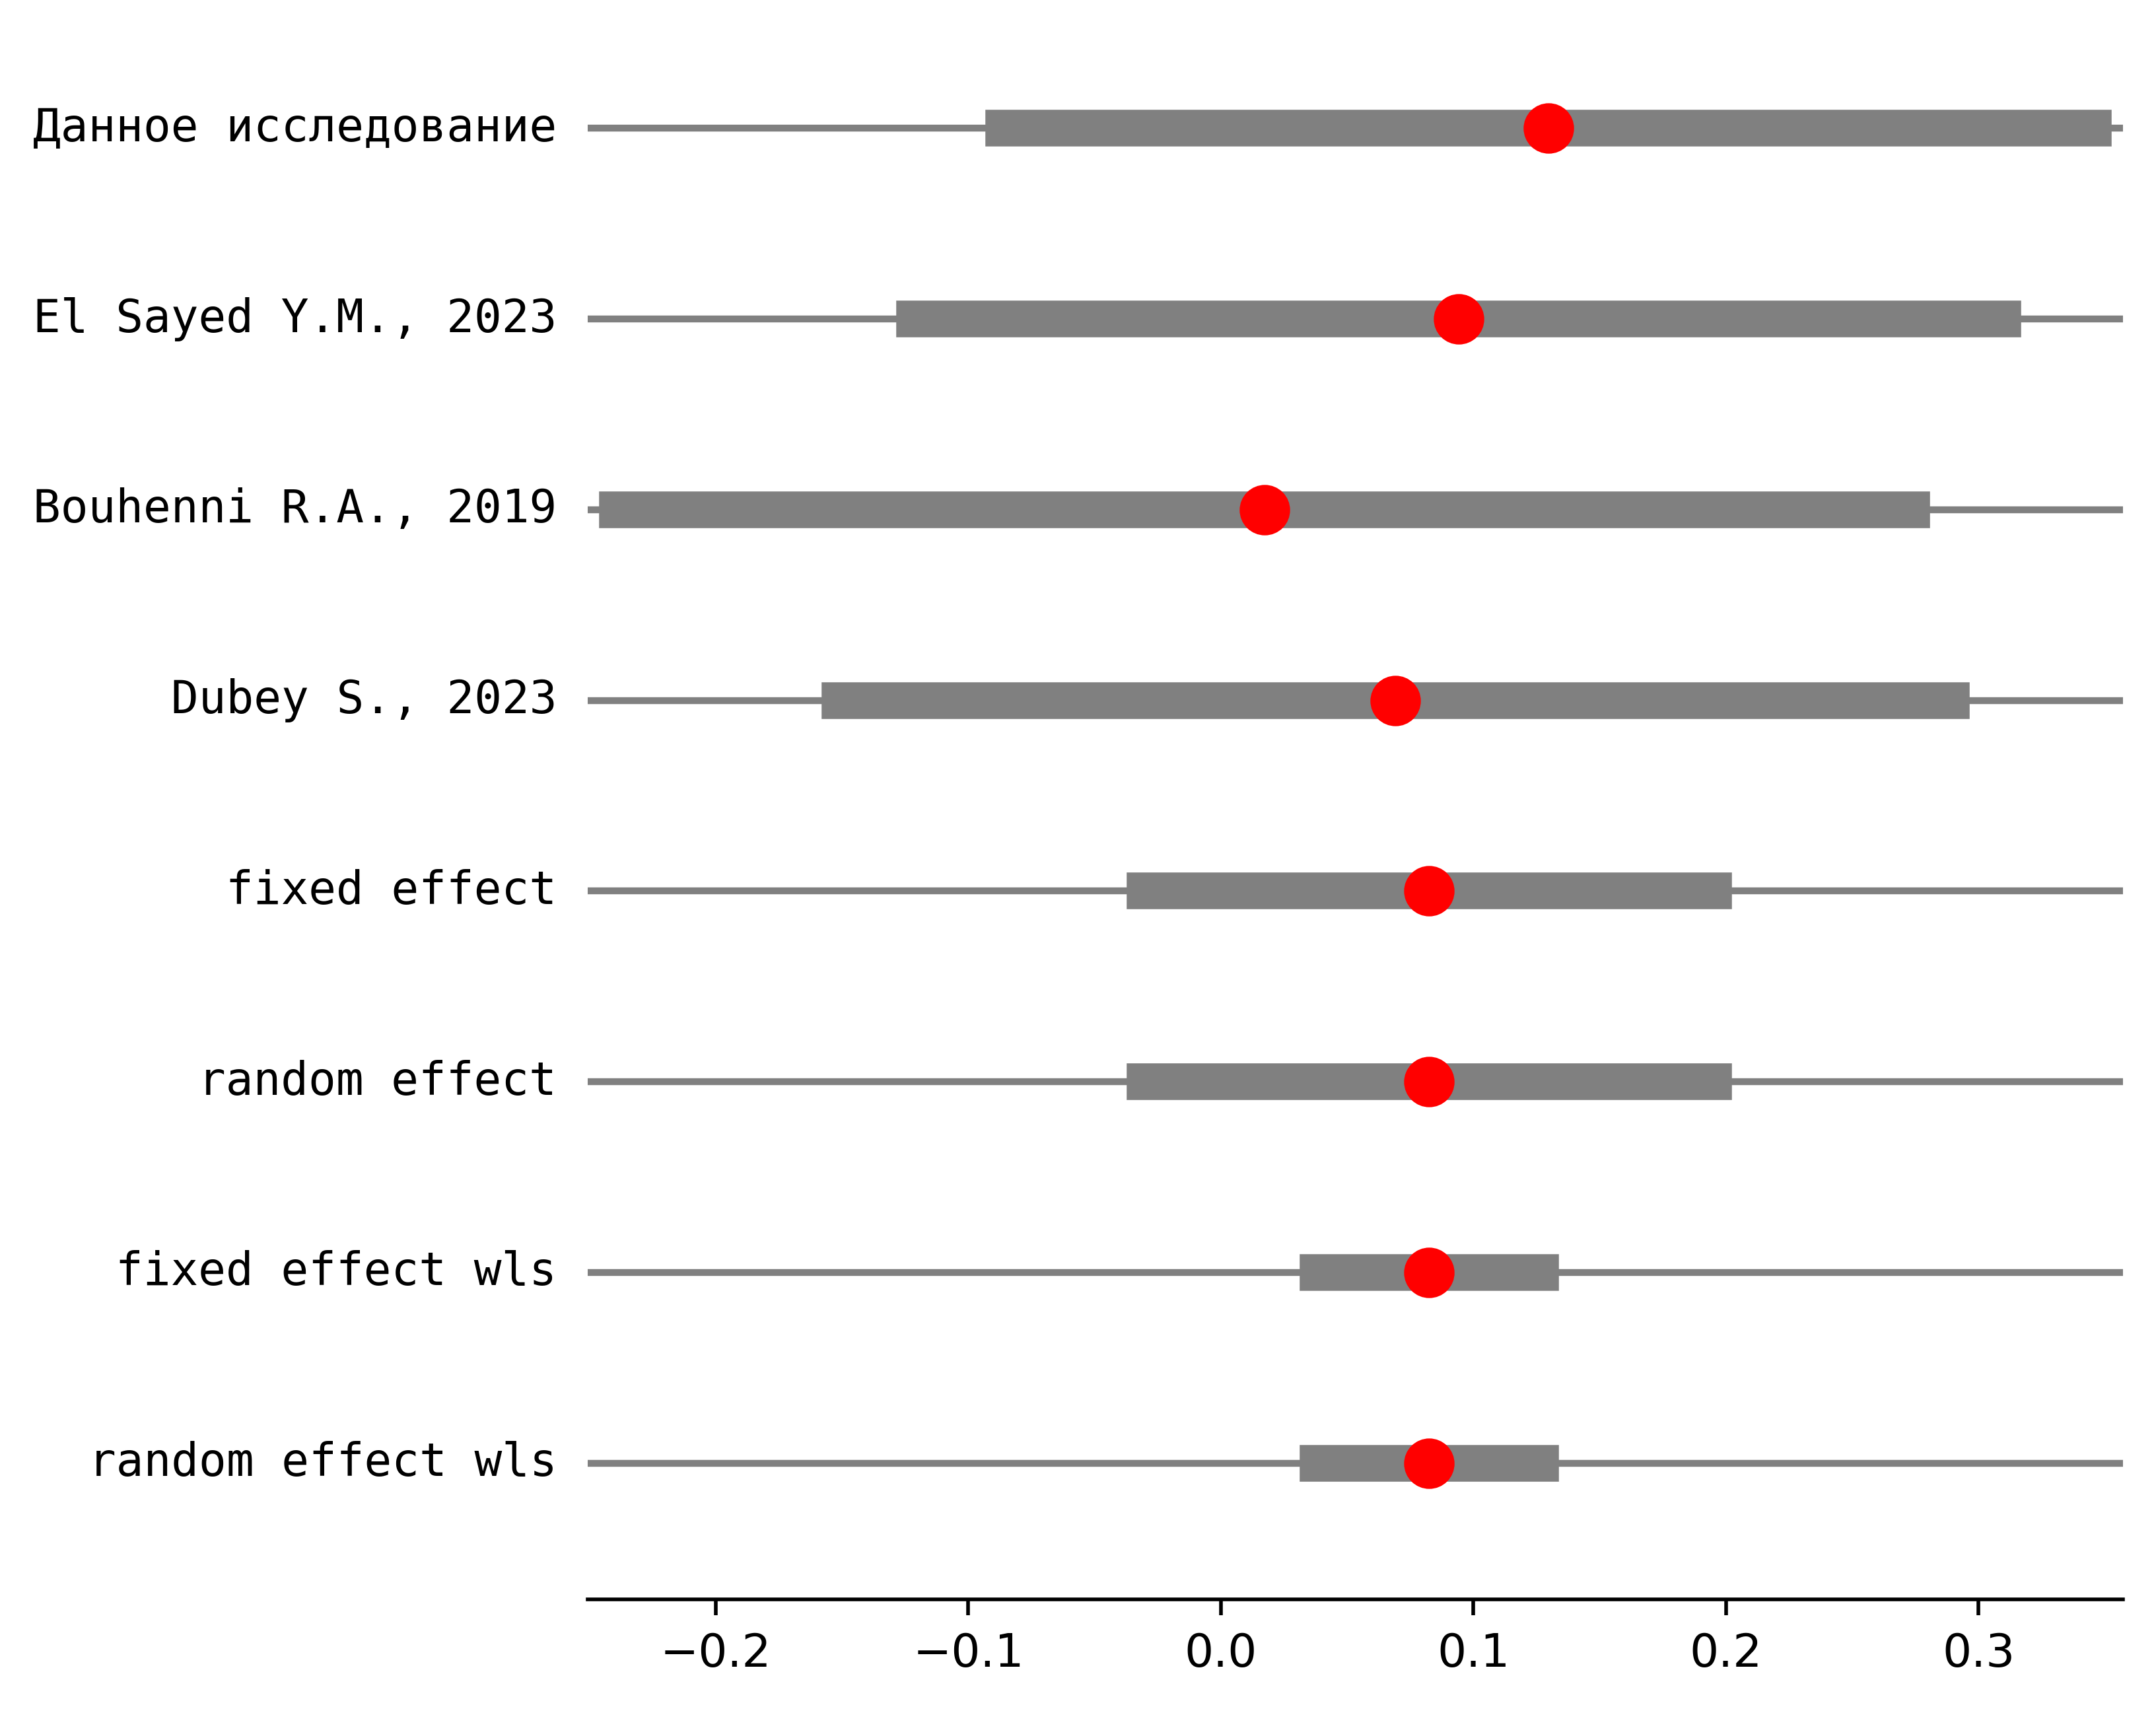 Данное исследование
El Sayed Y.M., 2023
Bouhenni R.A., 2019
Dubey S., 2023
fixed effect
random effect
fixed effect wls
random effect wls
−0.2 −0.1 0.0 0.1 0.2 0.3